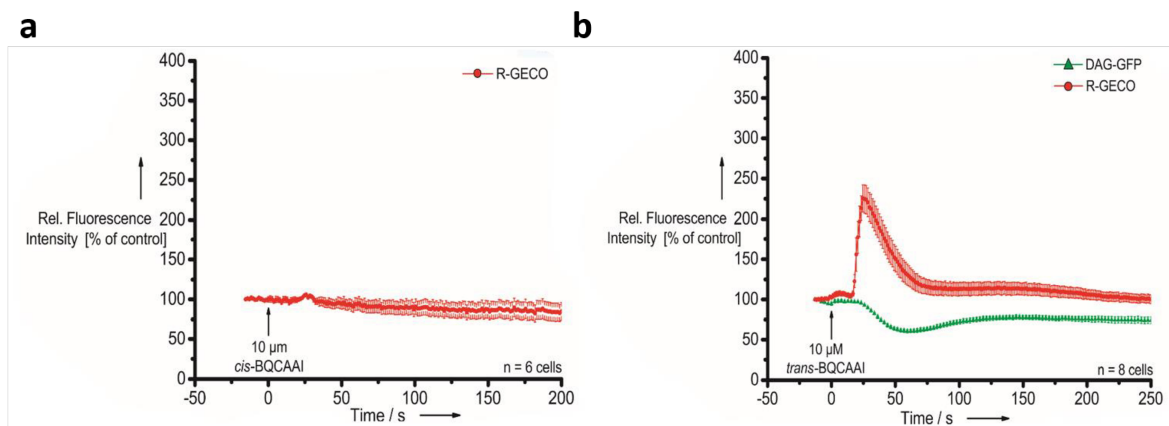 a
400
350
300
250
200
150
100
50
0
Rel. Fluorescence
Intensity [% of control]
R-GECO
10 µm
cis-BQCAAI
n = 6 cells
-50 0 50 100 150 200
Time / s
b
400
350
300
250
200
150
100
50
0
Rel. Fluorescence
Intensity [% of control]
DAG-GFP
R-GECO
10 µM
trans-BQCAAI
n = 8 cells
-50 0 50 100 150 200 250
Time / s